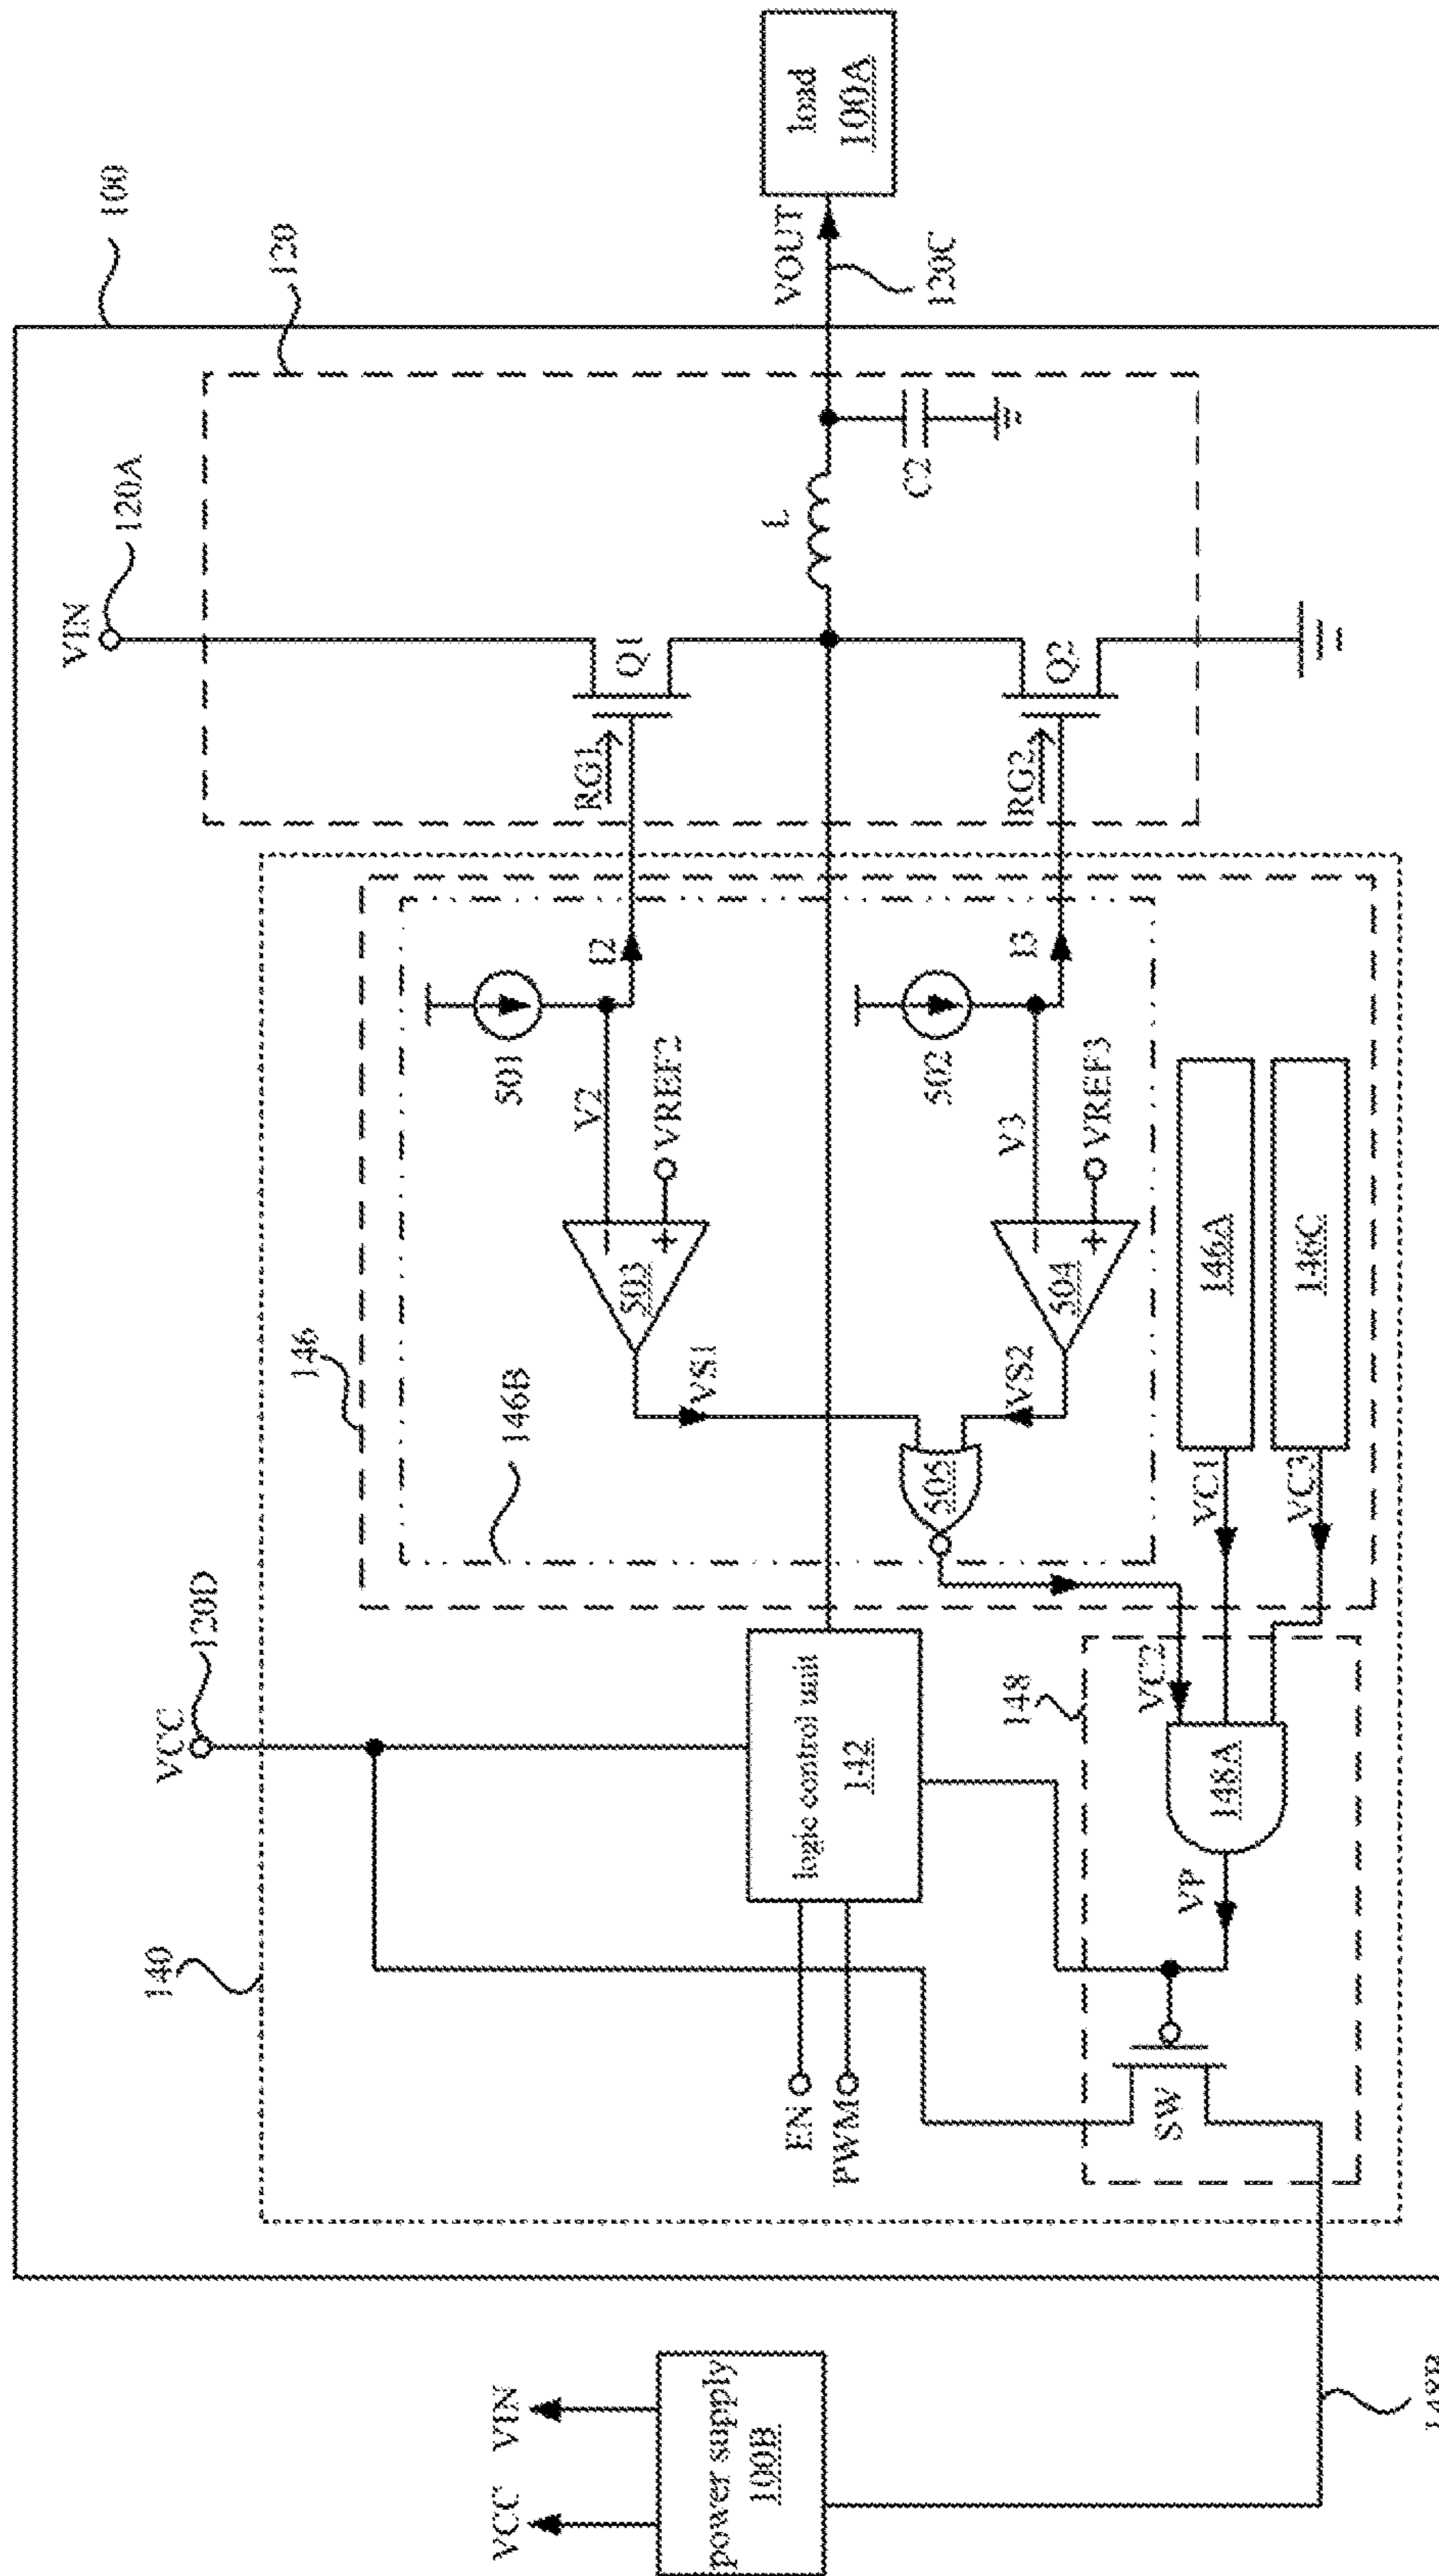 100
120
VIN
120A
VOUT
120C
load
100A
L
C2
Q1
Q2
RG1
RG2
I2
I3
501
502
V2
V3
VREF2
VREF3
503
504
VS1
VS2
505
146
146B
146A
146C
VC1
VC3
VC2
VCC
120D
140
logic control unit
142
148
148A
VP
EN
PWM
SW
VCC
VIN
power supply
100B
148B